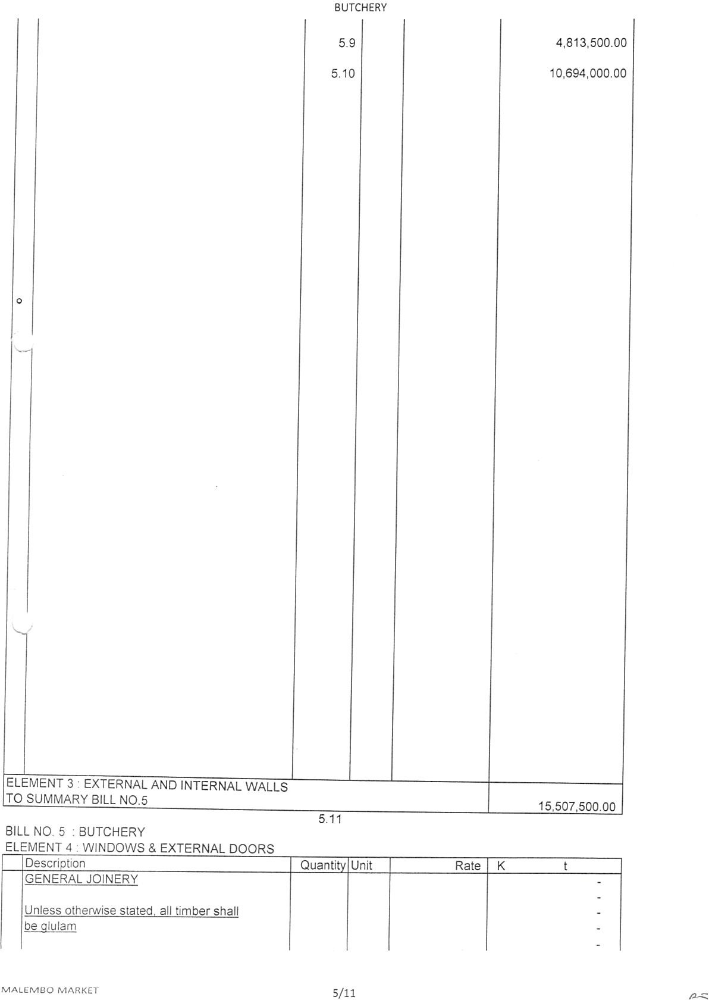 BUTCHERY
5.9 4,813,500.00
5.10 10,694,000.00
ELEMENT 3 : EXTERNAL AND INTERNAL WALLS
TO SUMMARY BILL NO.5 15,507,500.00
5.11
BILL NO. 5 : BUTCHERY
ELEMENT 4 : WINDOWS & EXTERNAL DOORS
Description Quantity Unit Rate K t
GENERAL JOINERY -
-
Unless otherwise stated, all timber shall -
be glulam -
-
MALEMBO MARKET 5/11